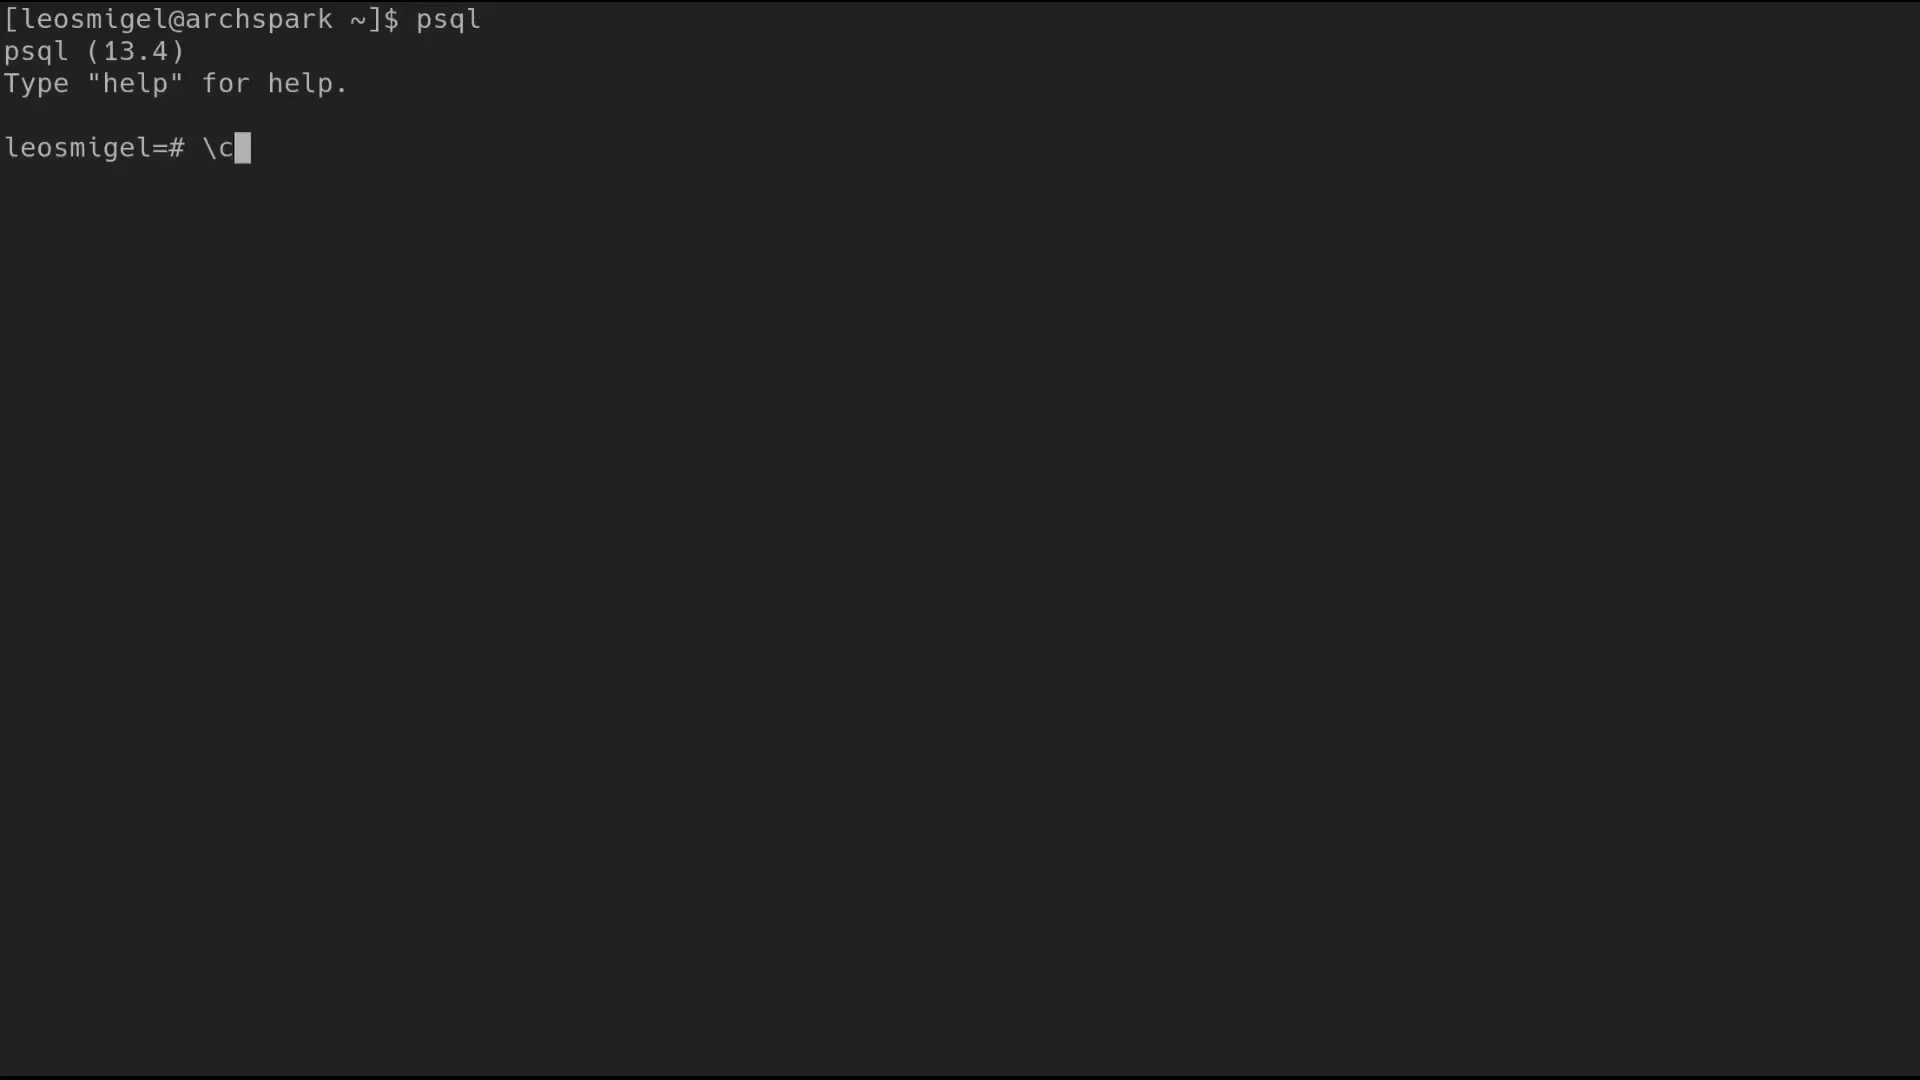 [leosmigel@archspark ~]$ psql
psql (13.4)
Type "help" for help.
leosmigel=# \c